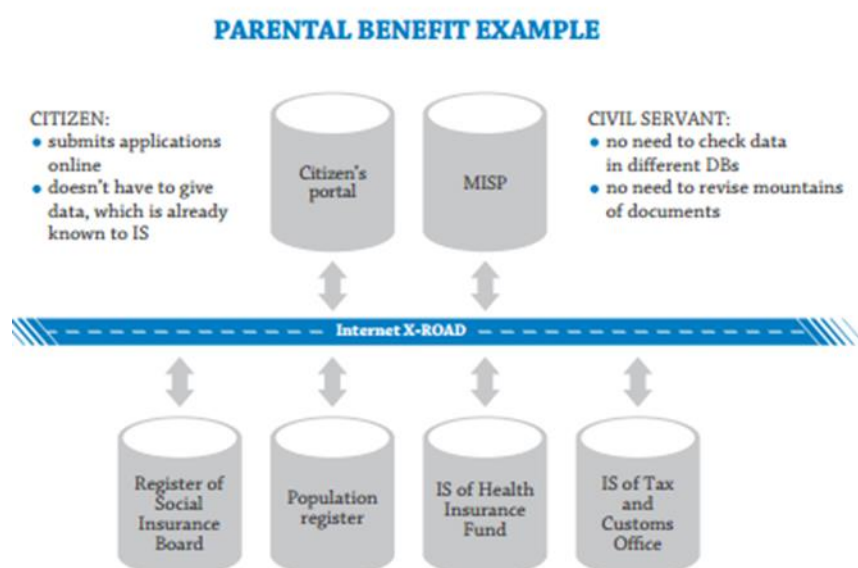 PARENTAL BENEFIT EXAMPLE
CITIZEN:
• submits applications
online
• doesn't have to give
data, which is already
known to IS
Citizen's
portal
MISP
CIVIL SERVANT:
• no need to check data
in different DBs
• no need to revise mountains
of documents
Internet X-ROAD
Register of
Social
Insurance
Board
Population
register
IS of Health
Insurance
Fund
IS of Tax
and
Customs
Office